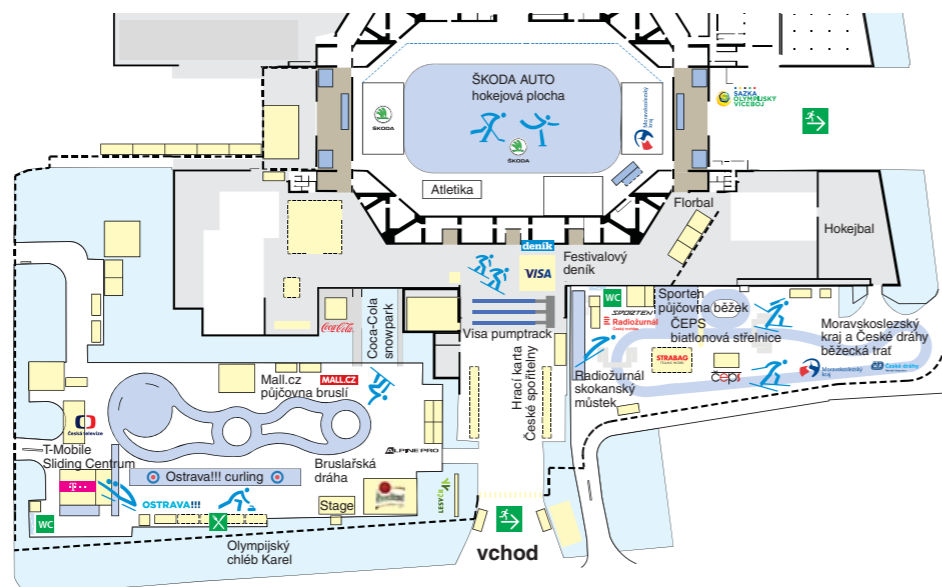 ŠKODA AUTO
hokejová plocha
ŠKODA
ŠKODA
Moravskoslezský
kraj
SAZKA
OLYMPIJSKÝ
VÍCEBOJ
Atletika
Florbal
Hokejbal
deník
Festivalový
deník
VISA
Visa pumptrack
Coca-Cola
Coca-Cola
snowpark
WC
SPORTEN
Radiožurnál
Sporten
půjčovna běžek
ČEPS
biatlonová střelnice
Moravskoslezský
kraj a České dráhy
běžecká trať
STRABAG
čeps
Moravskoslezský
kraj
České dráhy
Radiožurnál
skokanský
můstek
Hrací karta
České spořitelny
Mall.cz
půjčovna bruslí
MALL.CZ
Česká televize
T-Mobile
Sliding Centrum
T
Ostrava!!! curling
Bruslařská
dráha
ALPINE PRO
OSTRAVA!!!
Stage
LESY ČR
WC
Olympijský
chléb Karel
vchod